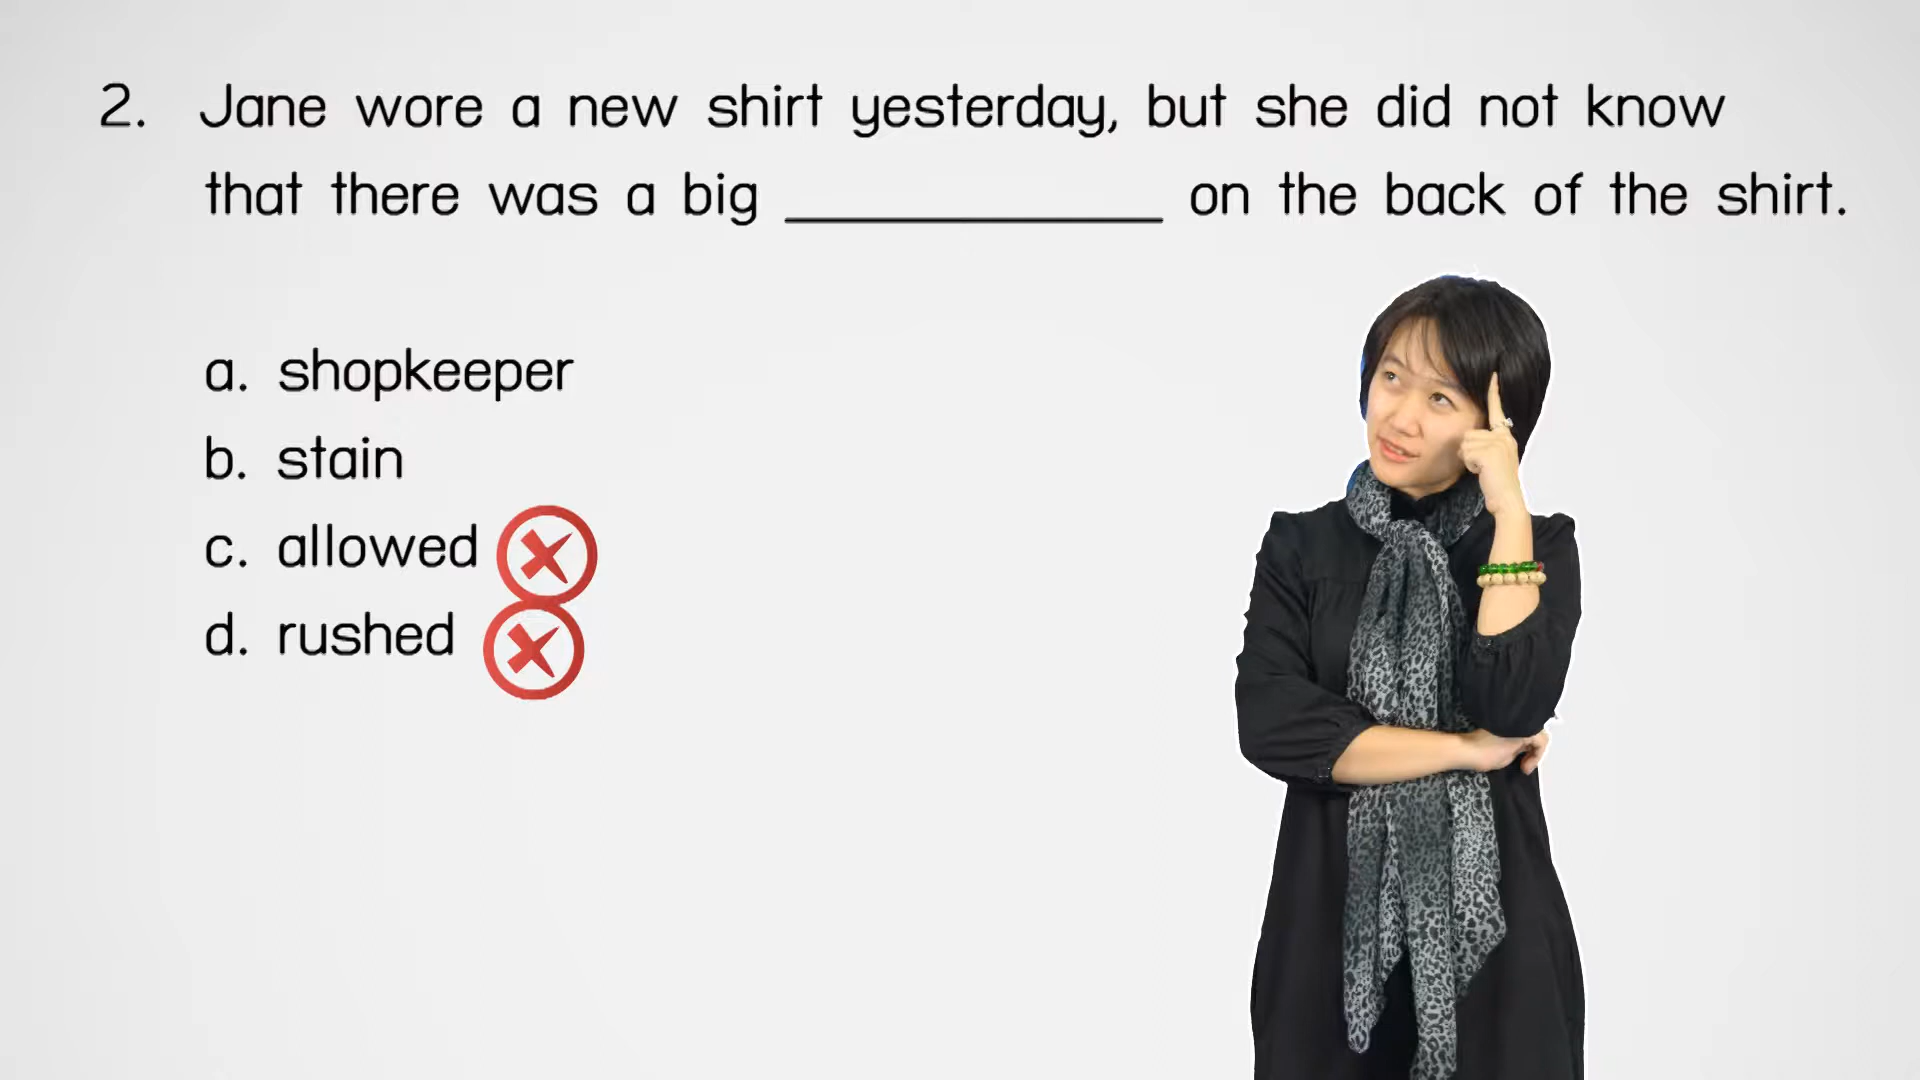 2. Jane wore a new shirt yesterday, but she did not know
that there was a big ____________ on the back of the shirt.
a. shopkeeper
b. stain
c. allowed
d. rushed